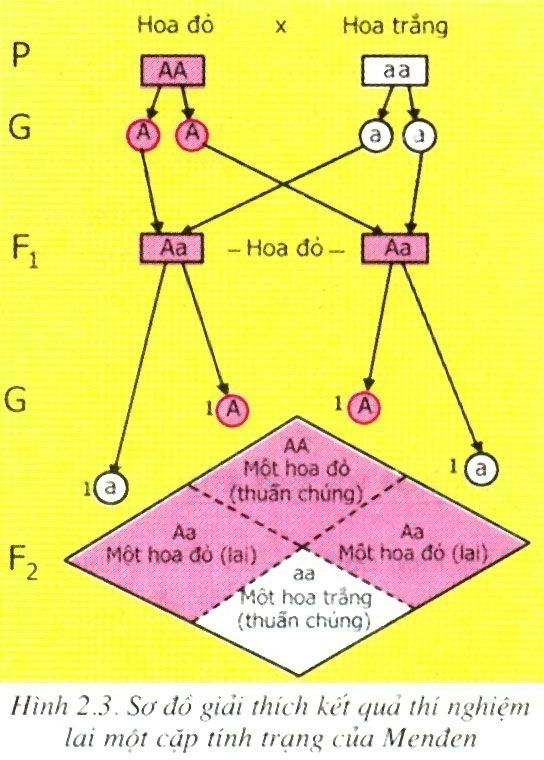 Hoa đỏ x Hoa trắng
P
AA aa
G A A a a
F1 Aa – Hoa đỏ – Aa
G 1 A 1 A
1 a 1 a
AA
Một hoa đỏ
(thuần chủng)
F2
Aa
Một hoa đỏ (lai)
Aa
Một hoa đỏ (lai)
aa
Một hoa trắng
(thuần chủng)
Hình 2.3. Sơ đồ giải thích kết quả thí nghiệm
lai một cặp tính trạng của Menđen